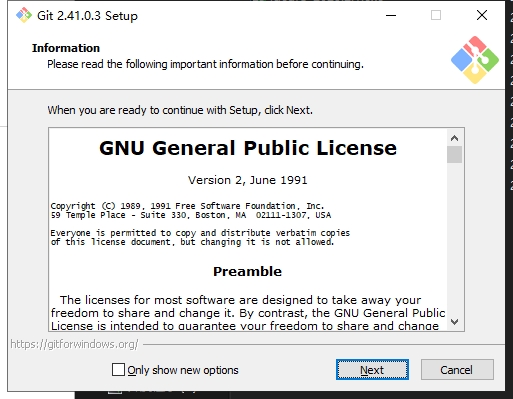 Git 2.41.0.3 Setup
Information
Please read the following important information before continuing.
When you are ready to continue with Setup, click Next.
GNU General Public License
Version 2, June 1991
Copyright (C) 1989, 1991 Free Software Foundation, Inc.
59 Temple Place - Suite 330, Boston, MA  02111-1307, USA
Everyone is permitted to copy and distribute verbatim copies
of this license document, but changing it is not allowed.
Preamble
The licenses for most software are designed to take away your
freedom to share and change it. By contrast, the GNU General Public
License is intended to guarantee your freedom to share and change
https://gitforwindows.org/
Only show new options
Next
Cancel